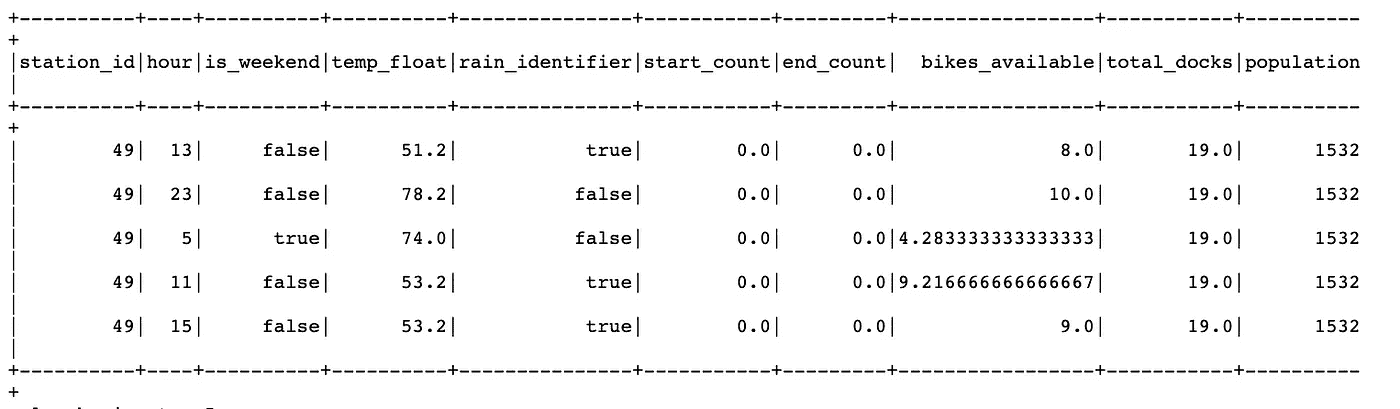 +----------+----+----------+----------+---------------+-----------+---------+-----------------+-----------+----------
+
|station_id|hour|is_weekend|temp_float|rain_identifier|start_count|end_count|  bikes_available|total_docks|population
|
+----------+----+----------+----------+---------------+-----------+---------+-----------------+-----------+----------
+
|        49|  13|     false|      51.2|           true|        0.0|      0.0|              8.0|       19.0|      1532
|
|        49|  23|     false|      78.2|          false|        0.0|      0.0|             10.0|       19.0|      1532
|
|        49|   5|      true|      74.0|          false|        0.0|      0.0|4.283333333333333|       19.0|      1532
|
|        49|  11|     false|      53.2|           true|        0.0|      0.0|9.216666666666667|       19.0|      1532
|
|        49|  15|     false|      53.2|           true|        0.0|      0.0|              9.0|       19.0|      1532
|
+----------+----+----------+----------+---------------+-----------+---------+-----------------+-----------+----------
+